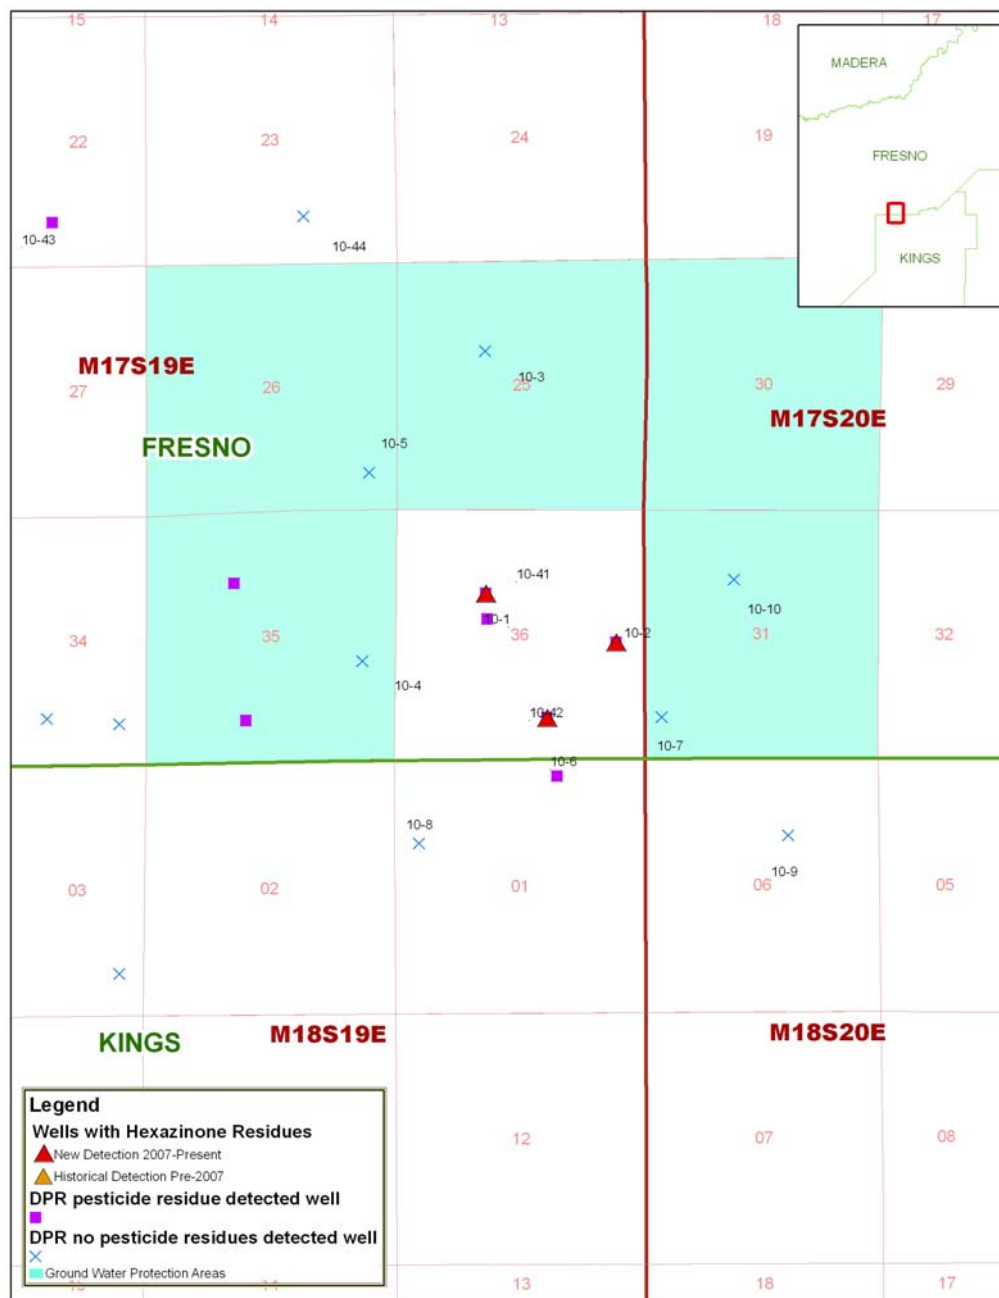 15
14
13
18
17
MADERA
FRESNO
KINGS
22
23
24
19
10-43
10-44
M17S19E
27
26
10-3
25
30
29
M17S20E
FRESNO
10-5
10-41
10-1
36
10-2
10-10
34
35
31
32
10-4
10-42
10-7
10-6
10-8
10-9
03
02
01
06
05
KINGS
M18S19E
M18S20E
12
07
08
13
18
17
Legend
Wells with Hexazinone Residues
New Detection 2007-Present
Historical Detection Pre-2007
DPR pesticide residue detected well
DPR no pesticide residues detected well
Ground Water Protection Areas